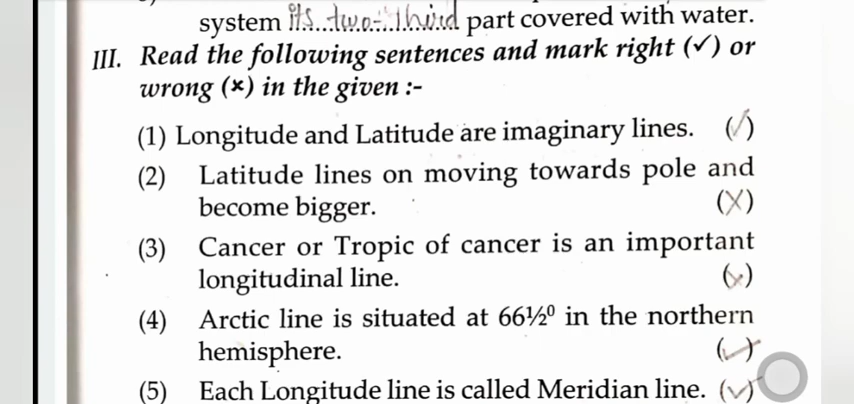 system its two-third part covered with water.
III. Read the following sentences and mark right (✓) or
wrong (×) in the given :-
(1) Longitude and Latitude are imaginary lines. (✓)
(2) Latitude lines on moving towards pole and
become bigger. (X)
(3) Cancer or Tropic of cancer is an important
longitudinal line. (×)
(4) Arctic line is situated at 66½⁰ in the northern
hemisphere. (✓)
(5) Each Longitude line is called Meridian line. (✓)